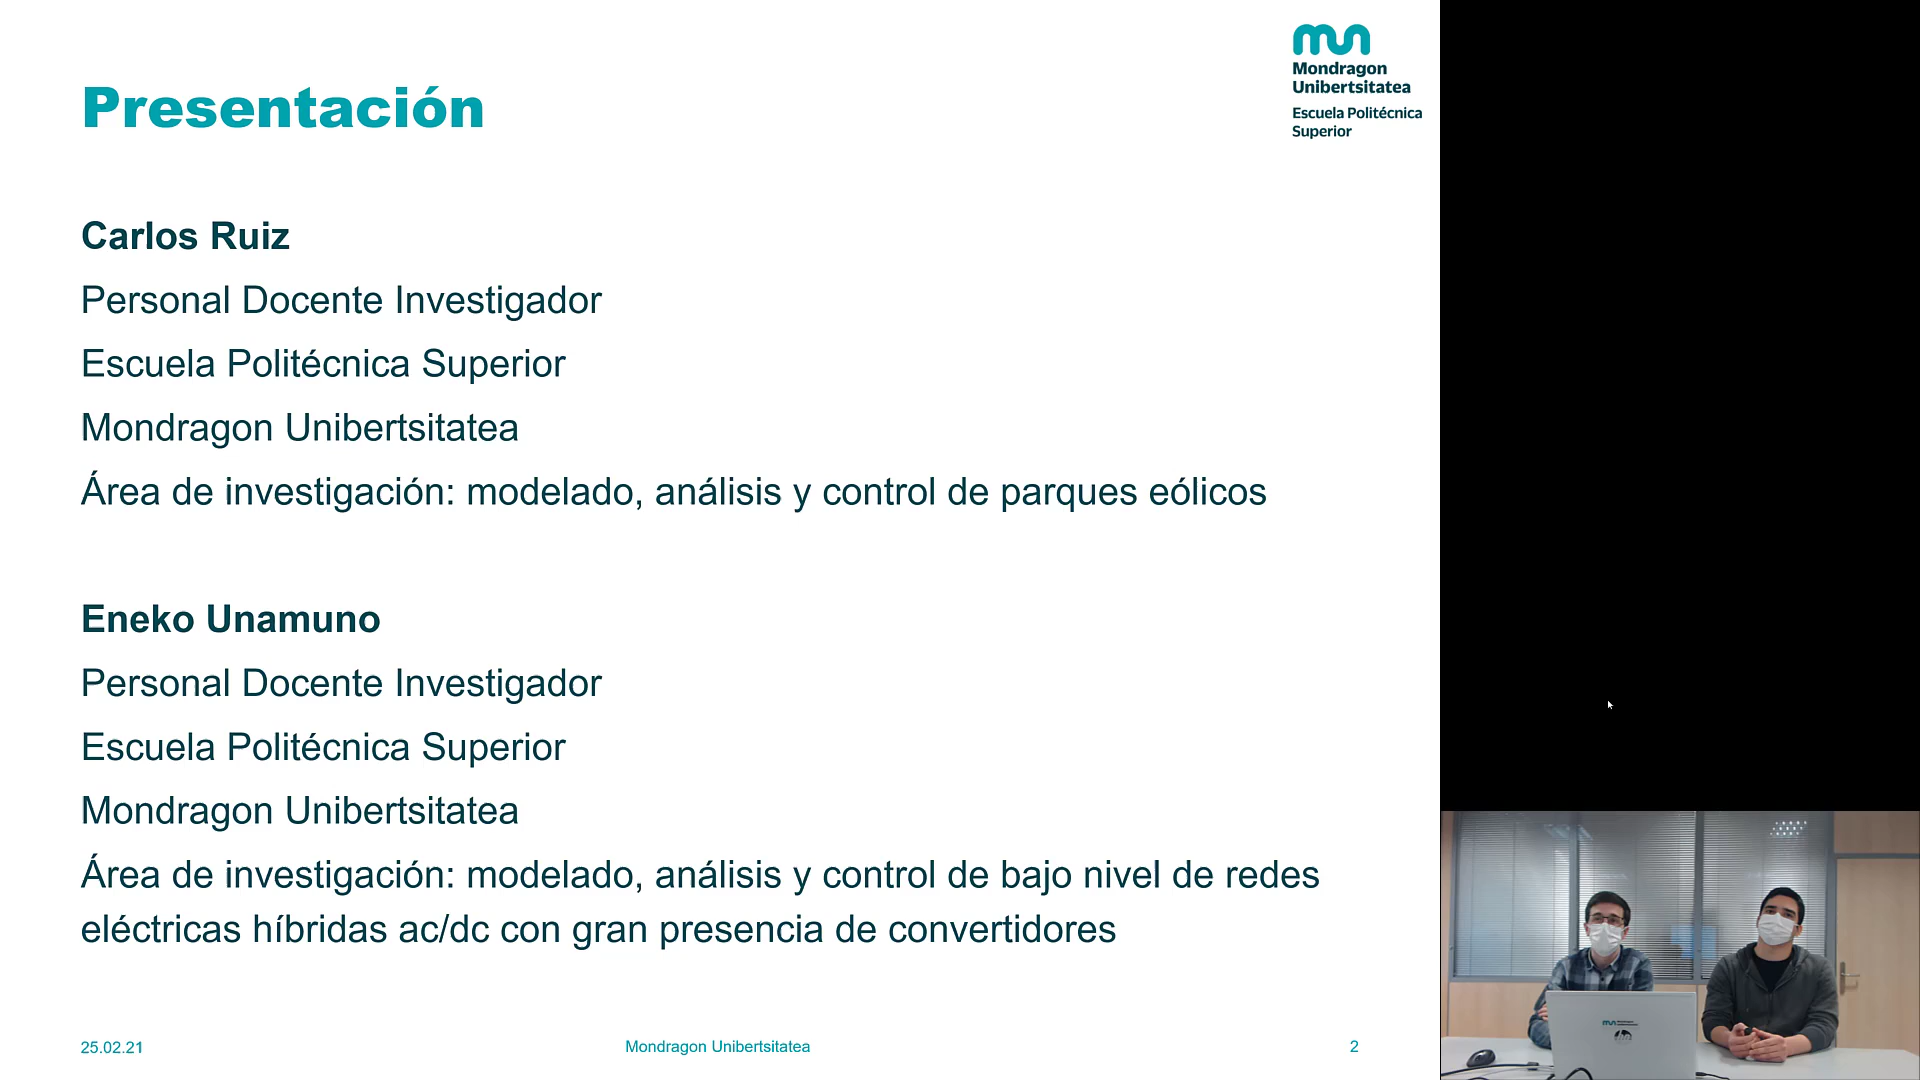 Presentación
Mondragon
Unibertsitatea
Escuela Politécnica
Superior
Carlos Ruiz
Personal Docente Investigador
Escuela Politécnica Superior
Mondragon Unibertsitatea
Área de investigación: modelado, análisis y control de parques eólicos
Eneko Unamuno
Personal Docente Investigador
Escuela Politécnica Superior
Mondragon Unibertsitatea
Área de investigación: modelado, análisis y control de bajo nivel de redes
eléctricas híbridas ac/dc con gran presencia de convertidores
25.02.21
Mondragon Unibertsitatea
2